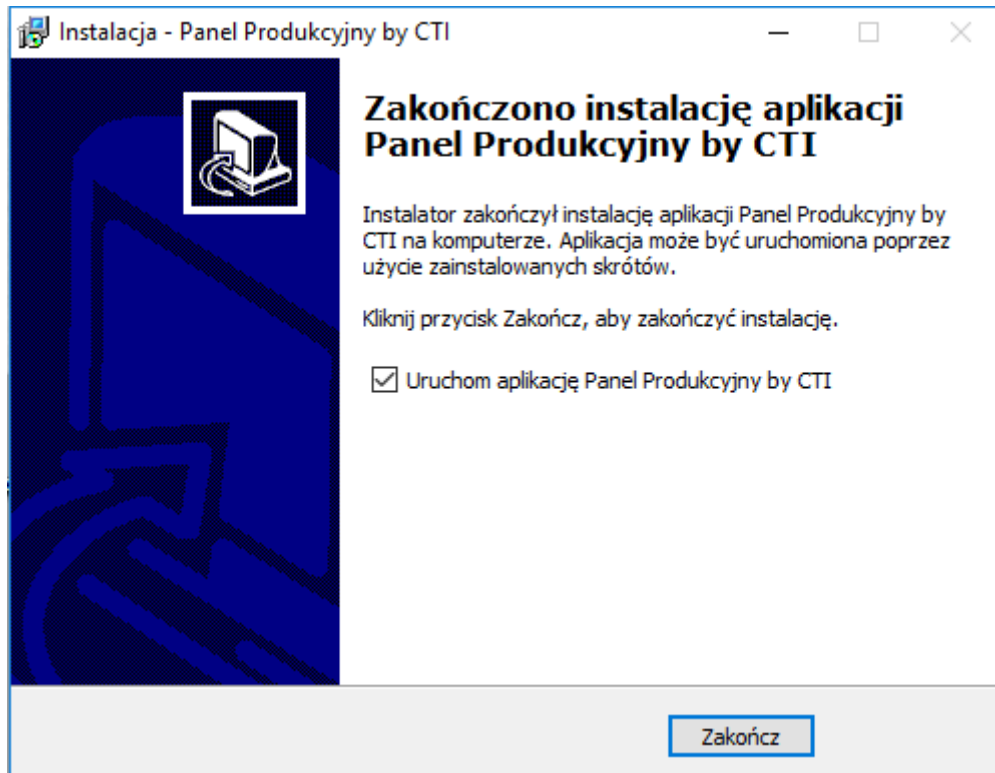 Instalacja - Panel Produkcyjny by CTI
Zakończono instalację aplikacji
Panel Produkcyjny by CTI
Instalator zakończył instalację aplikacji Panel Produkcyjny by
CTI na komputerze. Aplikacja może być uruchomiona poprzez
użycie zainstalowanych skrótów.
Kliknij przycisk Zakończ, aby zakończyć instalację.
Uruchom aplikację Panel Produkcyjny by CTI
Zakończ